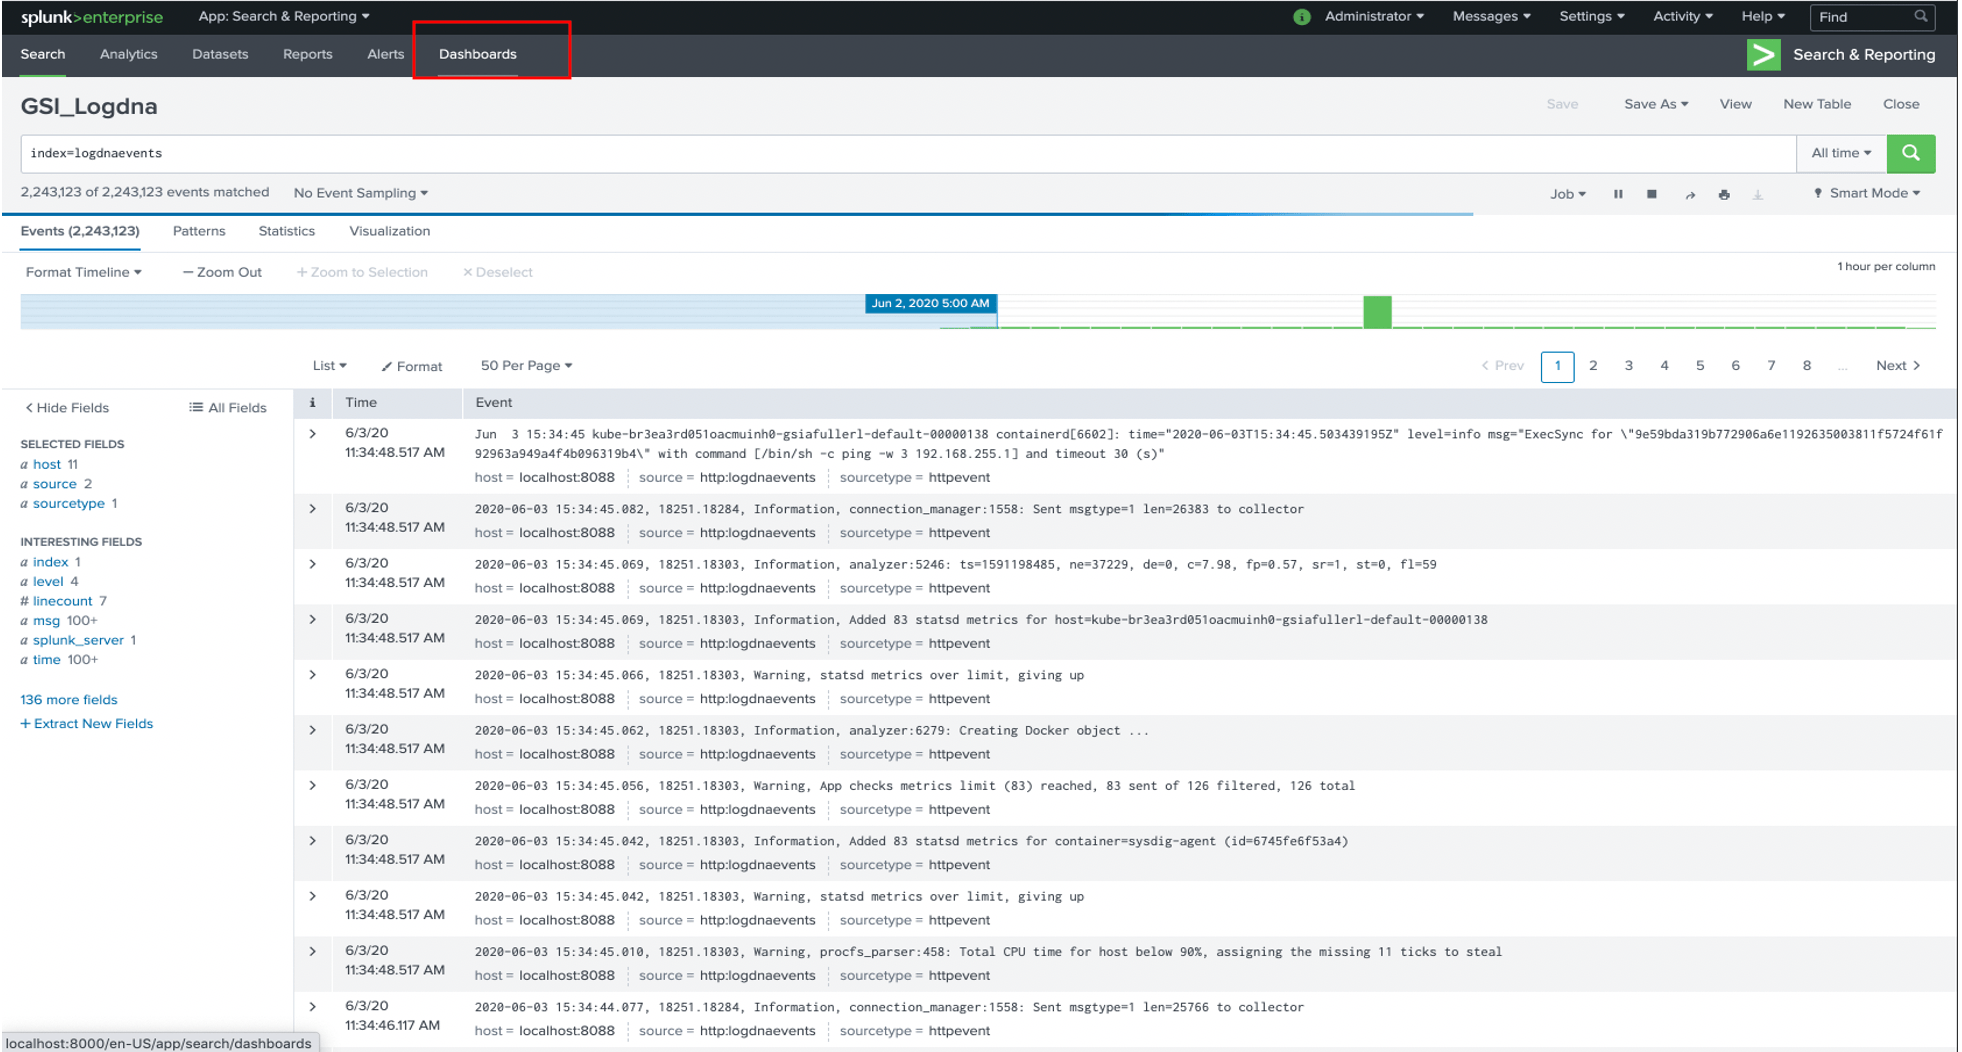 splunk>enterprise App: Search & Reporting i Administrator Messages Settings Activity Help Find
Search Analytics Datasets Reports Alerts Dashboards > Search & Reporting
GSI_Logdna Save Save As View New Table Close
index=logdnaevents All time
2,243,123 of 2,243,123 events matched No Event Sampling Job Smart Mode
Events (2,243,123) Patterns Statistics Visualization
Format Timeline — Zoom Out + Zoom to Selection × Deselect 1 hour per column
Jun 2, 2020 5:00 AM
List Format 50 Per Page < Prev 1 2 3 4 5 6 7 8 ... Next >
< Hide Fields All Fields
SELECTED FIELDS
a host 11
a source 2
a sourcetype 1
INTERESTING FIELDS
a index 1
a level 4
# linecount 7
a msg 100+
a splunk_server 1
a time 100+
136 more fields
+ Extract New Fields
i Time Event
> 6/3/20
11:34:48.517 AM
Jun  3 15:34:45 kube-br3ea3rd051oacmuinh0-gsiafullerl-default-00000138 containerd[6602]: time="2020-06-03T15:34:45.503439195Z" level=info msg="ExecSync for \"9e59bda319b772906a6e1192635003811f5724f61f
92963a949a4f4b096319b4\" with command [/bin/sh -c ping -w 3 192.168.255.1] and timeout 30 (s)"
host = localhost:8088 source = http:logdnaevents sourcetype = httpevent
> 6/3/20
11:34:48.517 AM
2020-06-03 15:34:45.082, 18251.18284, Information, connection_manager:1558: Sent msgtype=1 len=26383 to collector
host = localhost:8088 source = http:logdnaevents sourcetype = httpevent
> 6/3/20
11:34:48.517 AM
2020-06-03 15:34:45.069, 18251.18303, Information, analyzer:5246: ts=1591198485, ne=37229, de=0, c=7.98, fp=0.57, sr=1, st=0, fl=59
host = localhost:8088 source = http:logdnaevents sourcetype = httpevent
> 6/3/20
11:34:48.517 AM
2020-06-03 15:34:45.069, 18251.18303, Information, Added 83 statsd metrics for host=kube-br3ea3rd051oacmuinh0-gsiafullerl-default-00000138
host = localhost:8088 source = http:logdnaevents sourcetype = httpevent
> 6/3/20
11:34:48.517 AM
2020-06-03 15:34:45.066, 18251.18303, Warning, statsd metrics over limit, giving up
host = localhost:8088 source = http:logdnaevents sourcetype = httpevent
> 6/3/20
11:34:48.517 AM
2020-06-03 15:34:45.062, 18251.18303, Information, analyzer:6279: Creating Docker object ...
host = localhost:8088 source = http:logdnaevents sourcetype = httpevent
> 6/3/20
11:34:48.517 AM
2020-06-03 15:34:45.056, 18251.18303, Warning, App checks metrics limit (83) reached, 83 sent of 126 filtered, 126 total
host = localhost:8088 source = http:logdnaevents sourcetype = httpevent
> 6/3/20
11:34:48.517 AM
2020-06-03 15:34:45.042, 18251.18303, Information, Added 83 statsd metrics for container=sysdig-agent (id=6745fe6f53a4)
host = localhost:8088 source = http:logdnaevents sourcetype = httpevent
> 6/3/20
11:34:48.517 AM
2020-06-03 15:34:45.042, 18251.18303, Warning, statsd metrics over limit, giving up
host = localhost:8088 source = http:logdnaevents sourcetype = httpevent
> 6/3/20
11:34:48.517 AM
2020-06-03 15:34:45.010, 18251.18303, Warning, procfs_parser:458: Total CPU time for host below 90%, assigning the missing 11 ticks to steal
host = localhost:8088 source = http:logdnaevents sourcetype = httpevent
> 6/3/20
11:34:46.117 AM
2020-06-03 15:34:44.077, 18251.18284, Information, connection_manager:1558: Sent msgtype=1 len=25766 to collector
host = localhost:8088 source = http:logdnaevents sourcetype = httpevent
localhost:8000/en-US/app/search/dashboards